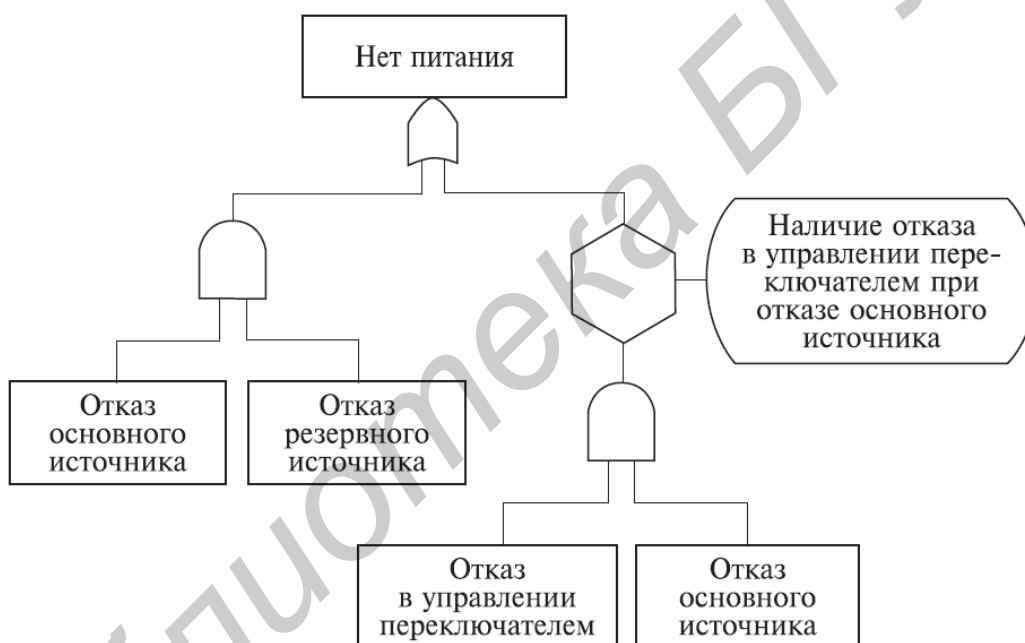 Нет питания
Наличие отказа
в управлении пере-
ключателем при
отказе основного
источника
Отказ
основного
источника
Отказ
резервного
источника
Отказ
в управлении
переключателем
Отказ
основного
источника